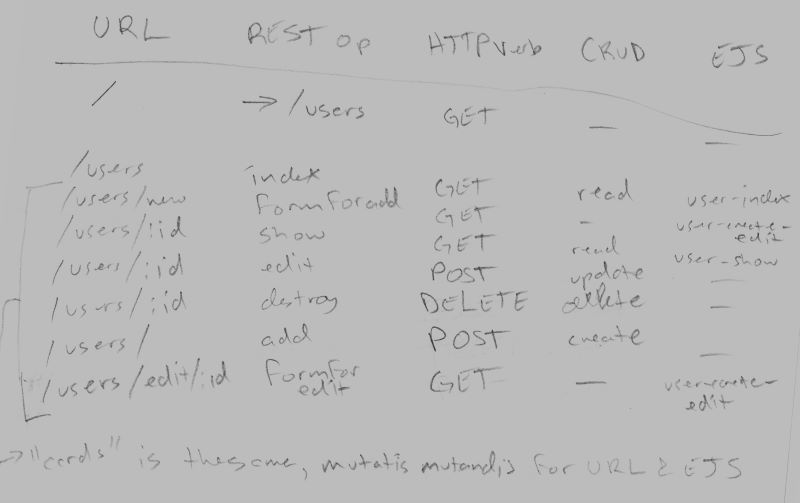 URL REST op HTTP verb CRUD EJS
/ → /users GET — —
/users index GET read user-index
/users/new form for add GET - user-create-edit
/users/:id show GET read user-show
/users/:id edit POST update —
/users/:id destroy DELETE delete —
/users/ add POST create —
/users/edit/:id form for edit GET — user-create-edit
→ "cards" is the same, mutatis mutandis for URL & EJS